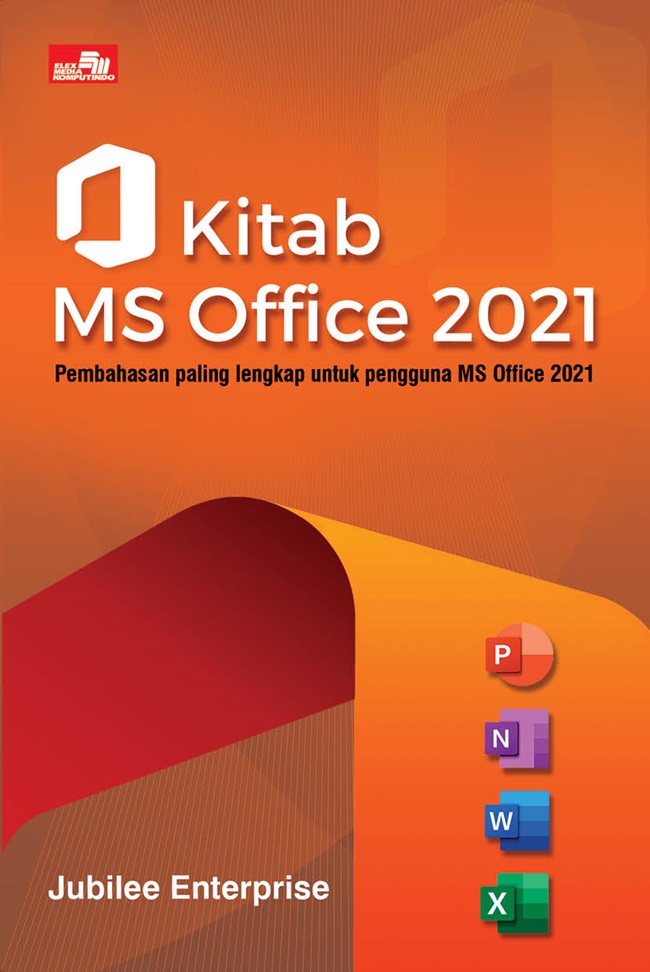 ELEX
MEDIA
KOMPUTINDO
Kitab
MS Office 2021
Pembahasan paling lengkap untuk pengguna MS Office 2021
P
N
W
X
Jubilee Enterprise